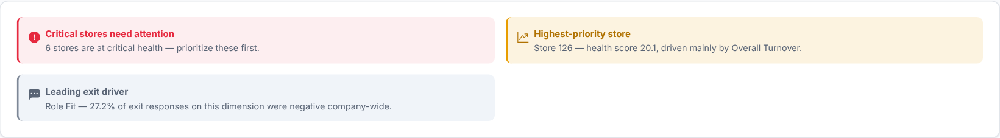 Critical stores need attention
6 stores are at critical health — prioritize these first.
Highest-priority store
Store 126 — health score 20.1, driven mainly by Overall Turnover.
Leading exit driver
Role Fit — 27.2% of exit responses on this dimension were negative company-wide.